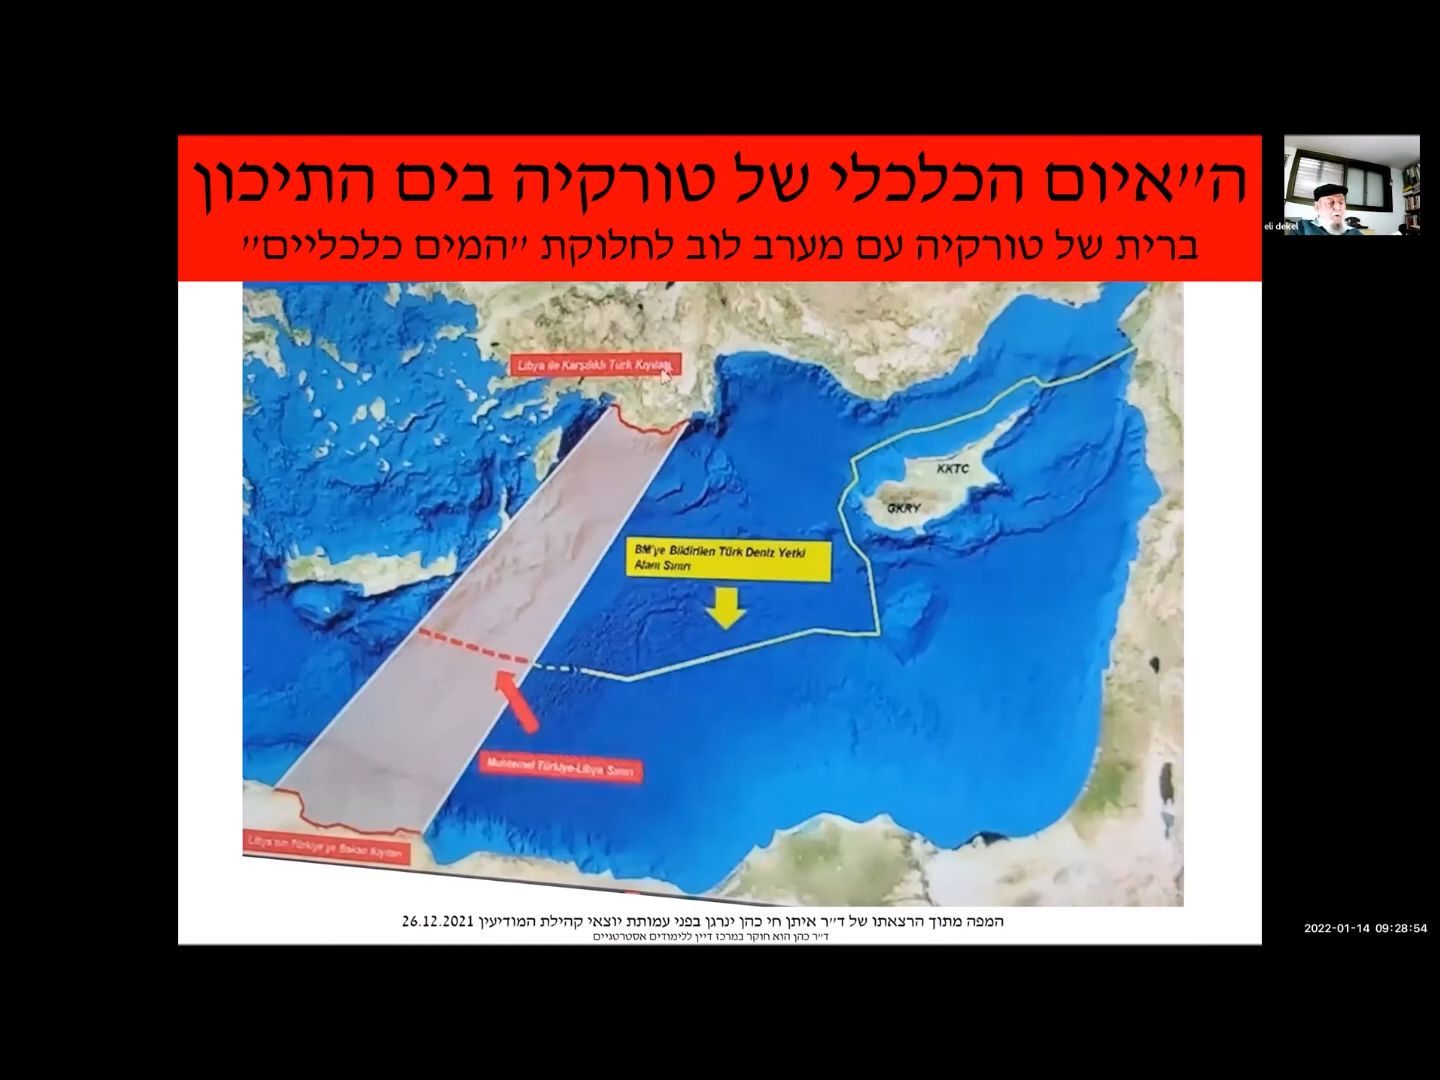 ה״איום הכלכלי של טורקיה בים התיכון
ברית של טורקיה עם מערב לוב לחלוקת ״המים כלכליים״
eli dekel
Libya ile Karşılıklı Türk Kıyıları
KKTC
GKRY
BM'ye Bildirilen Türk Deniz Yetki
Alanı Sınırı
Muhtemel Türkiye-Libya Sınırı
Libya'nın Türkiye'ye Bakan Kıyıları
המפה מתוך הרצאתו של ד״ר איתן חי כהן ינרגן בפני עמותת יוצאי קהילת המודיעין 26.12.2021
ד״ר כהן הוא חוקר במרכז דיין ללימודים אסטרטגיים
2022-01-14 09:28:54